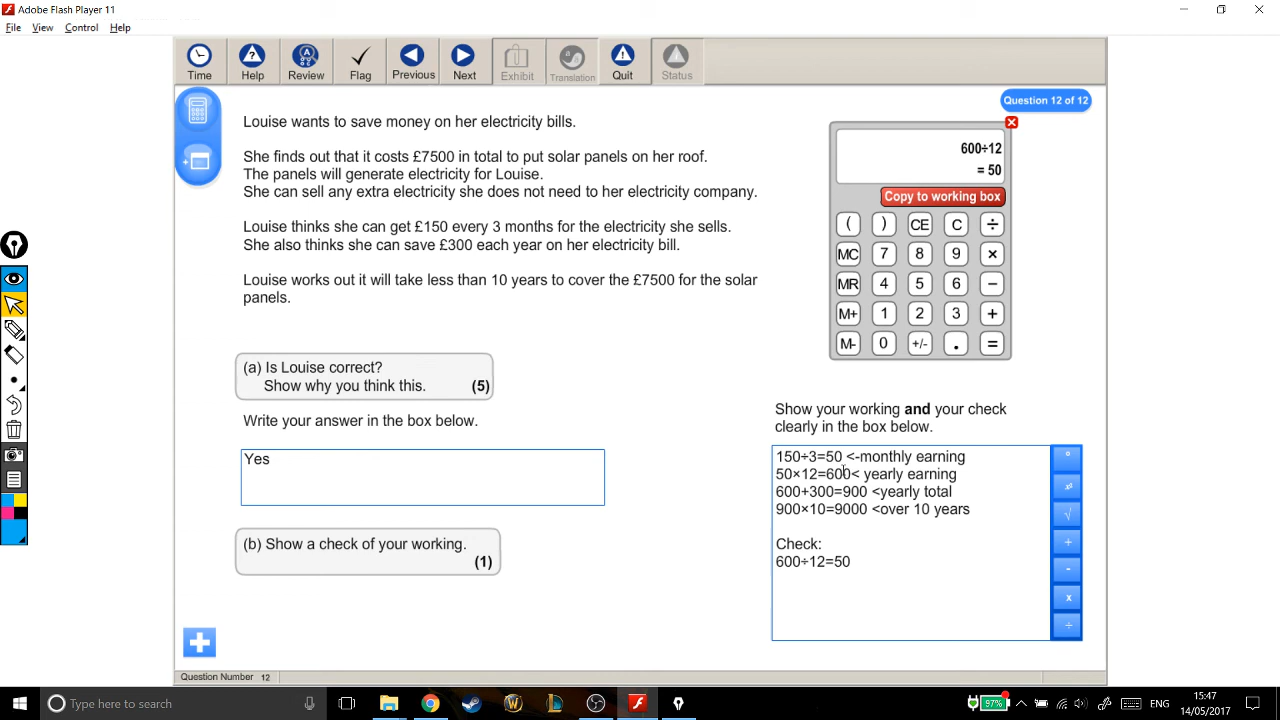 Adobe Flash Player 11
File View Control Help
Time Help Review Flag Previous Next Exhibit Translation Quit Status
Question 12 of 12
Louise wants to save money on her electricity bills.
She finds out that it costs £7500 in total to put solar panels on her roof.
The panels will generate electricity for Louise.
She can sell any extra electricity she does not need to her electricity company.
Louise thinks she can get £150 every 3 months for the electricity she sells.
She also thinks she can save £300 each year on her electricity bill.
Louise works out it will take less than 10 years to cover the £7500 for the solar
panels.
(a) Is Louise correct?
Show why you think this. (5)
Write your answer in the box below.
Yes
(b) Show a check of your working.
(1)
600÷12
= 50
Copy to working box
( ) CE C ÷
MC 7 8 9 ×
MR 4 5 6 −
M+ 1 2 3 +
M- 0 +/- . =
Show your working and your check
clearly in the box below.
150÷3=50 <-monthly earning
50×12=600< yearly earning
600+300=900 <yearly total
900×10=9000 <over 10 years
Check:
600÷12=50
°
x²
√
+
-
x
÷
Question Number 12
Type here to search
97%
ENG
15:47
14/05/2017